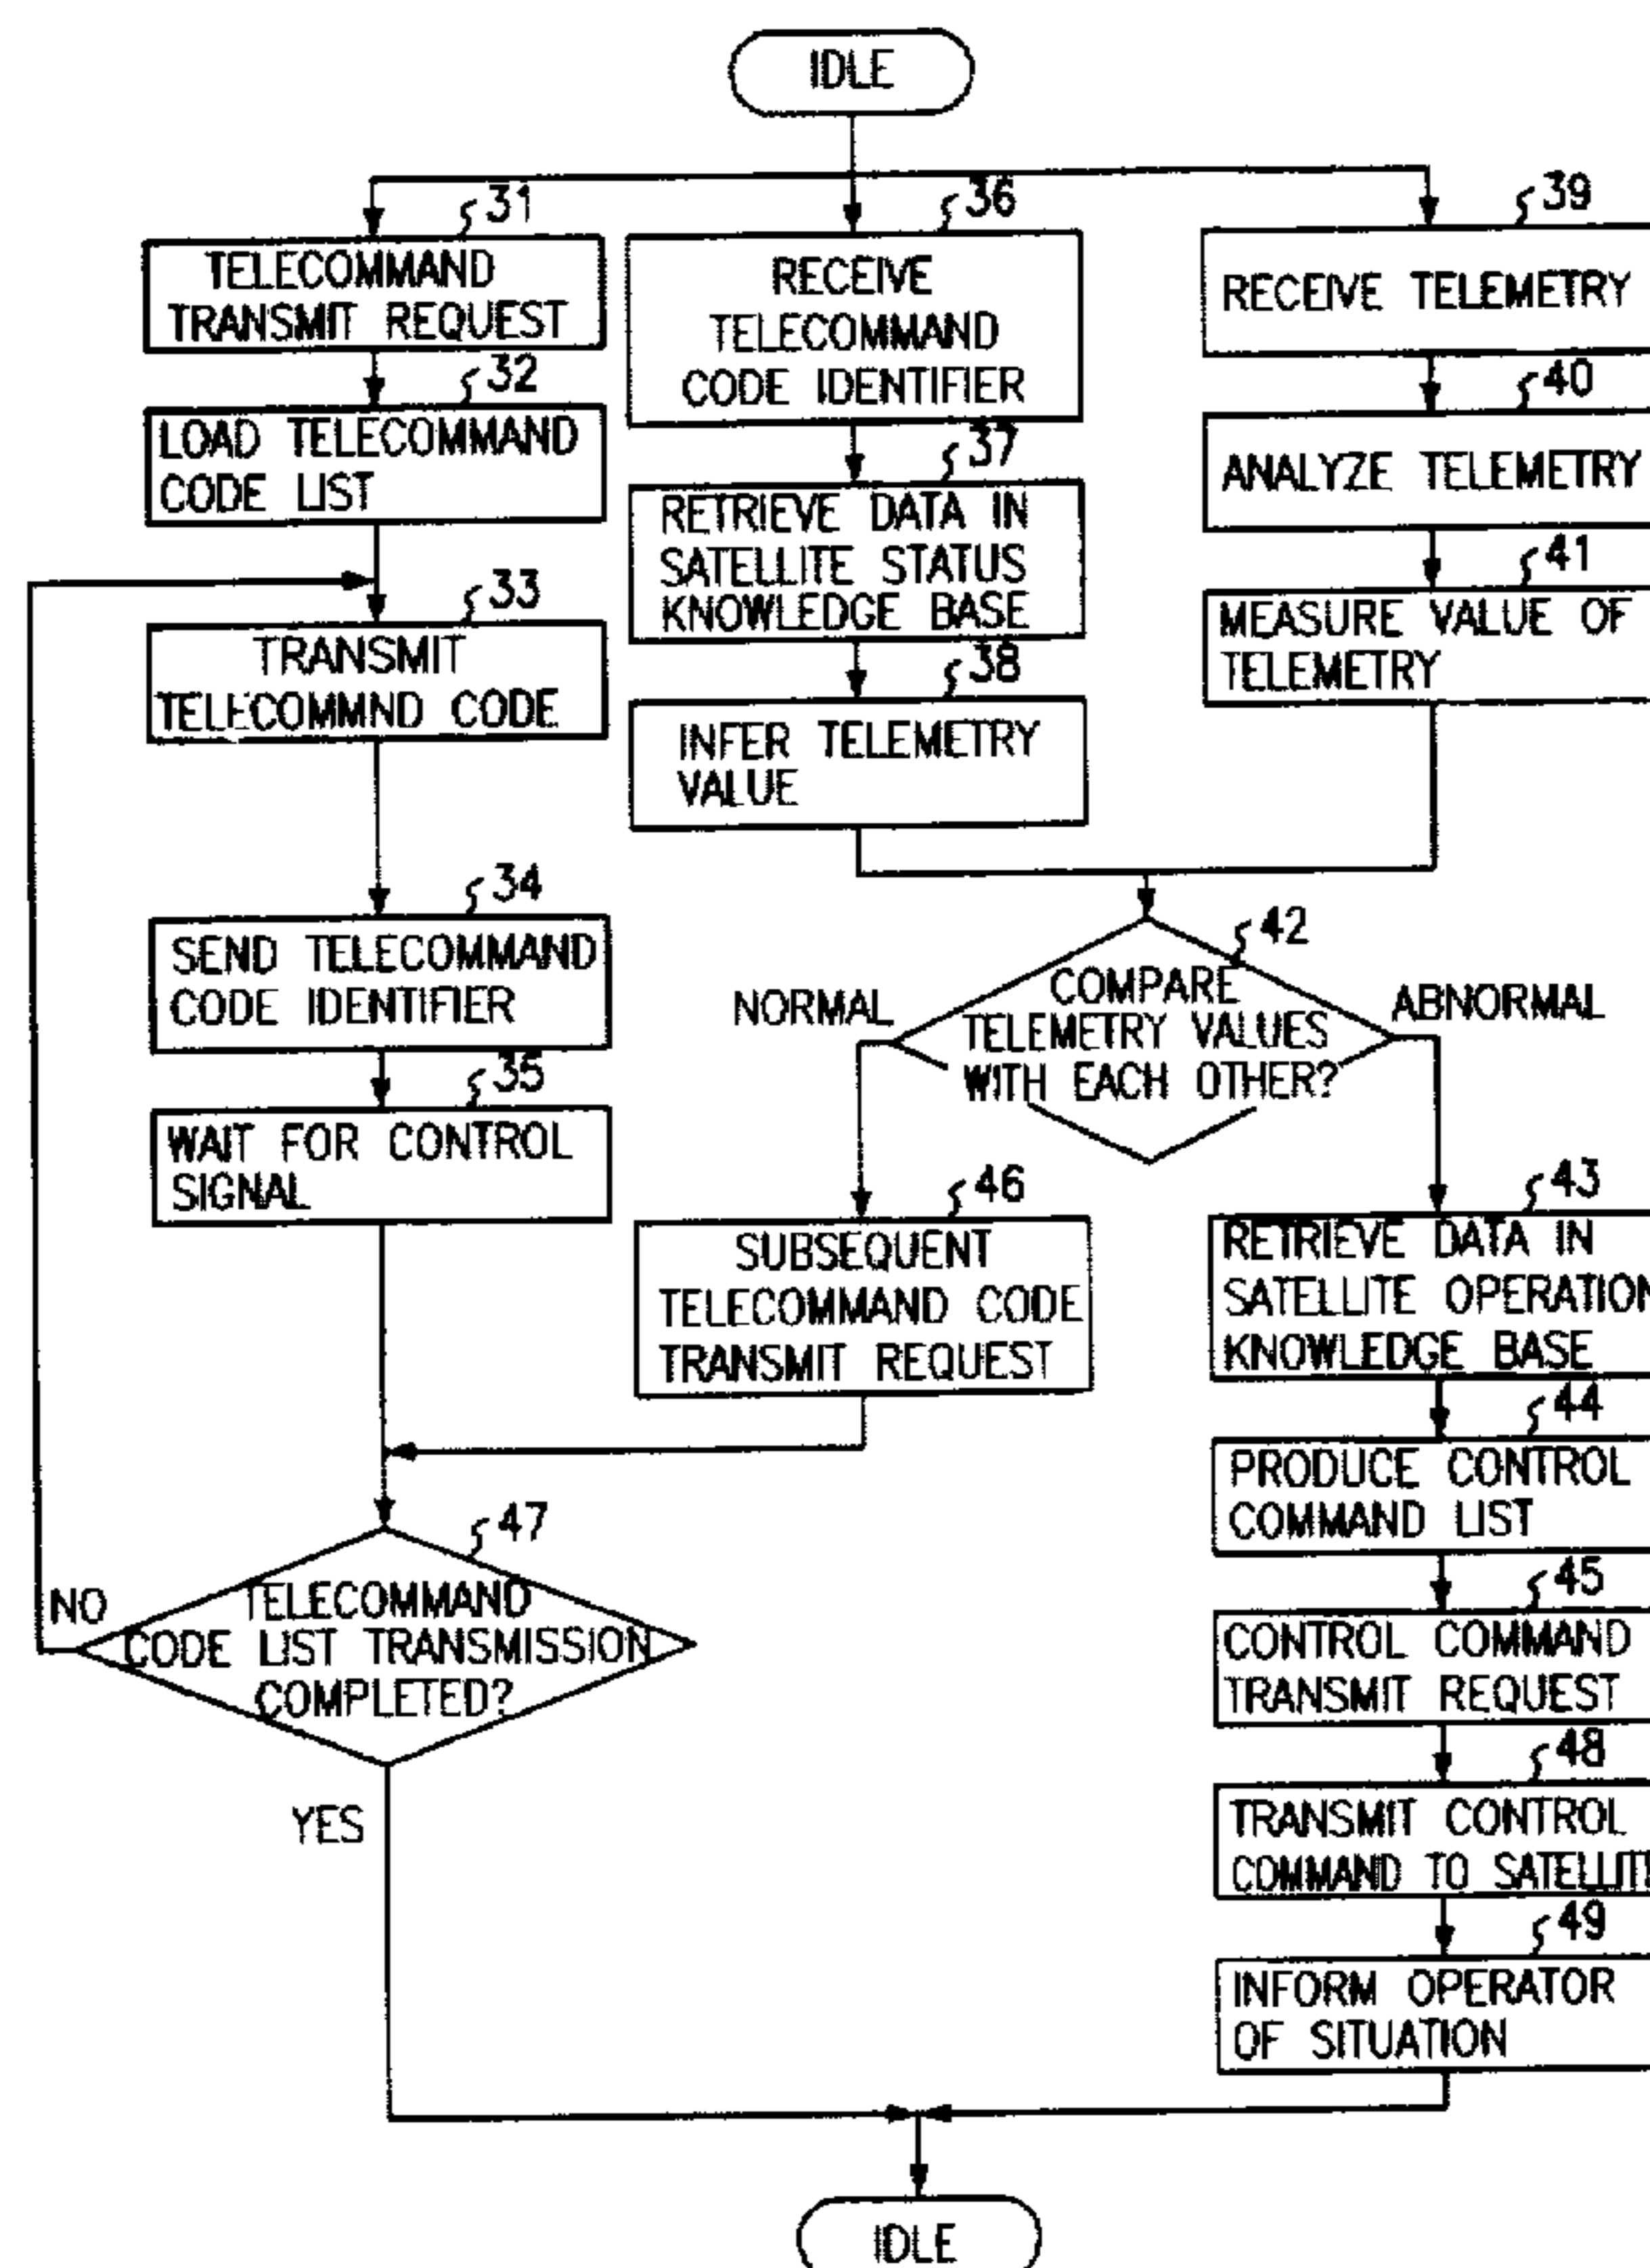 IDLE
31
TELECOMMAND
TRANSMIT REQUEST
32
LOAD TELECOMMAND
CODE LIST
33
TRANSMIT
TELECOMMND CODE
34
SEND TELECOMMAND
CODE IDENTIFIER
35
WAIT FOR CONTROL
SIGNAL
36
RECEIVE
TELECOMMAND
CODE IDENTIFIER
37
RETRIEVE DATA IN
SATELLITE STATUS
KNOWLEDGE BASE
38
INFER TELEMETRY
VALUE
39
RECEIVE TELEMETRY
40
ANALYZE TELEMETRY
41
MEASURE VALUE OF
TELEMETRY
42
COMPARE
TELEMETRY VALUES
WITH EACH OTHER?
NORMAL
ABNORMAL
46
SUBSEQUENT
TELECOMMAND CODE
TRANSMIT REQUEST
43
RETRIEVE DATA IN
SATELLITE OPERATION
KNOWLEDGE BASE
44
PRODUCE CONTROL
COMMAND LIST
45
CONTROL COMMAND
TRANSMIT REQUEST
48
TRANSMIT CONTROL
COMMAND TO SATELLITE
49
INFORM OPERATOR
OF SITUATION
47
TELECOMMAND
CODE LIST TRANSMISSION
COMPLETED?
NO
YES
IDLE